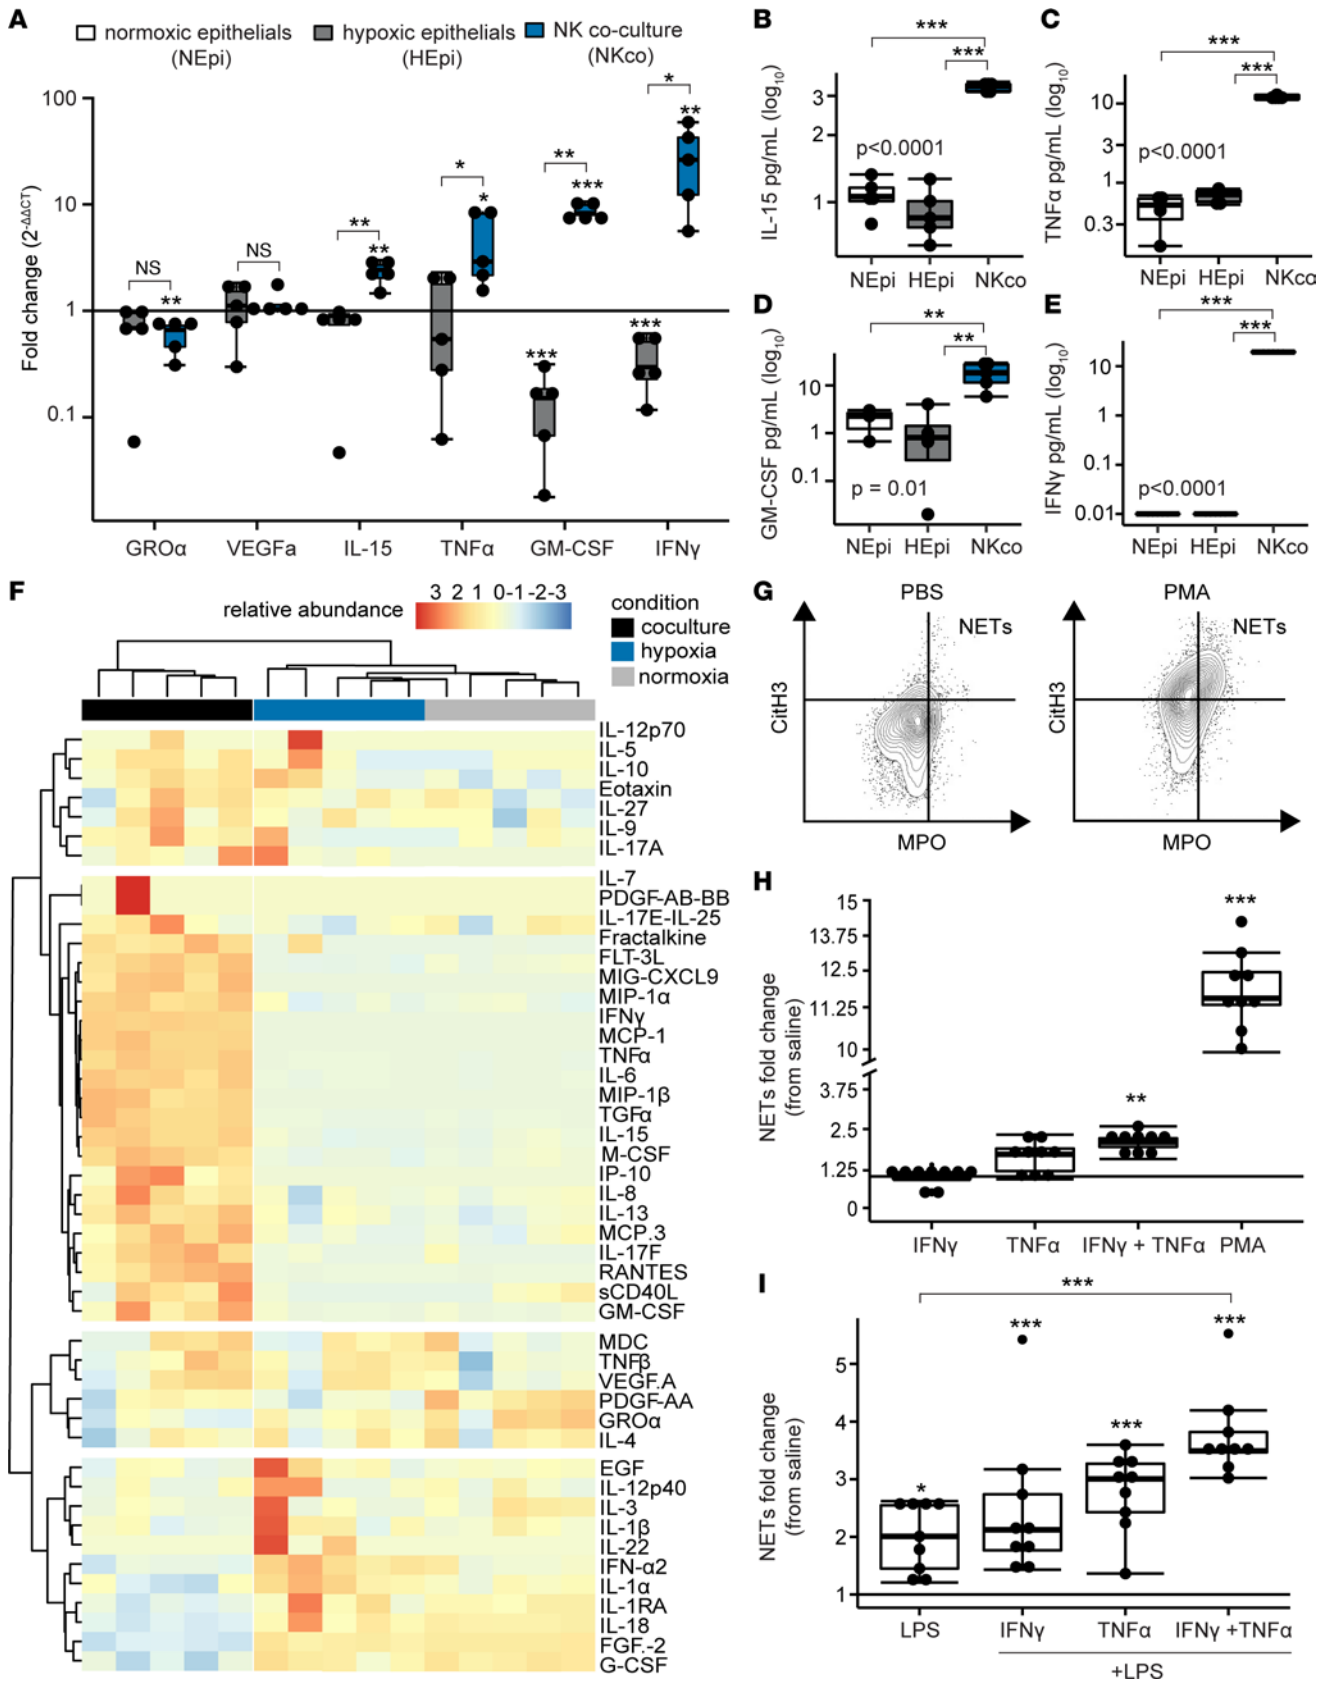 A
normoxic epithelials
(NEpi)
hypoxic epithelials
(HEpi)
NK co-culture
(NKco)
Fold change (2-ΔΔCT)
100
10
1
0.1
NS
**
NS
**
**
*
*
***
**
***
***
*
**
GROα
VEGFa
IL-15
TNFα
GM-CSF
IFNγ
B
IL-15 pg/mL (log10)
3
2
1
***
***
p<0.0001
NEpi
HEpi
NKco
C
TNFα pg/mL (log10)
10
3
1
0.3
***
***
p<0.0001
NEpi
HEpi
NKco
D
GM-CSF pg/mL (log10)
10
1
0.1
**
**
p = 0.01
NEpi
HEpi
NKco
E
IFNγ pg/mL (log10)
10
1
0.1
0.01
***
***
p<0.0001
NEpi
HEpi
NKco
F
relative abundance
3 2 1 0-1-2-3
condition
coculture
hypoxia
normoxia
IL-12p70
IL-5
IL-10
Eotaxin
IL-27
IL-9
IL-17A
IL-7
PDGF-AB-BB
IL-17E-IL-25
Fractalkine
FLT-3L
MIG-CXCL9
MIP-1α
IFNγ
MCP-1
TNFα
IL-6
MIP-1β
TGFα
IL-15
M-CSF
IP-10
IL-8
IL-13
MCP.3
IL-17F
RANTES
sCD40L
GM-CSF
MDC
TNFβ
VEGF.A
PDGF-AA
GROα
IL-4
EGF
IL-12p40
IL-3
IL-1β
IL-22
IFN-α2
IL-1α
IL-1RA
IL-18
FGF.-2
G-CSF
G
PBS
NETs
CitH3
MPO
PMA
NETs
CitH3
MPO
H
NETs fold change
(from saline)
15
13.75
12.5
11.25
10
3.75
2.5
1.25
0
**
***
IFNγ
TNFα
IFNγ + TNFα
PMA
I
NETs fold change
(from saline)
5
4
3
2
1
***
*
***
***
***
LPS
IFNγ
TNFα
IFNγ +TNFα
+LPS